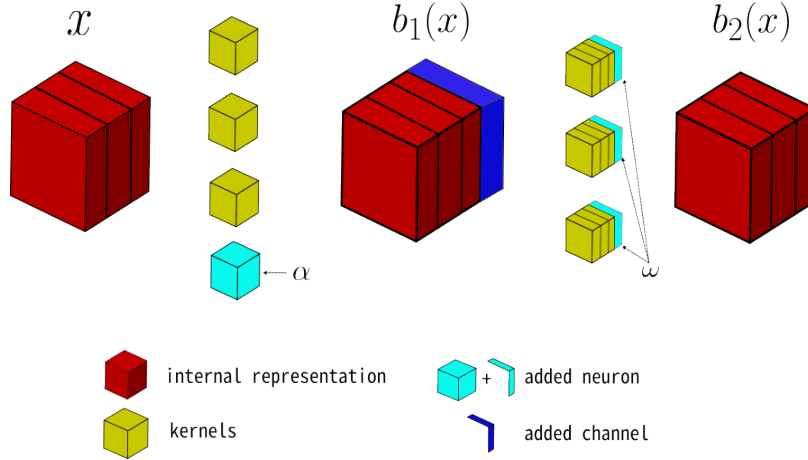 x
b₁(x)
b₂(x)
α
ω
internal representation
+
added neuron
kernels
added channel